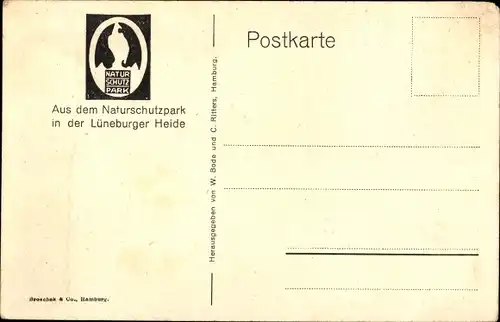 NATUR
SCHUTZ
PARK
Aus dem Naturschutzpark
in der Lüneburger Heide
Postkarte
Herausgegeben von W. Bode und C. Ritters, Hamburg.
Broschek & Co., Hamburg.